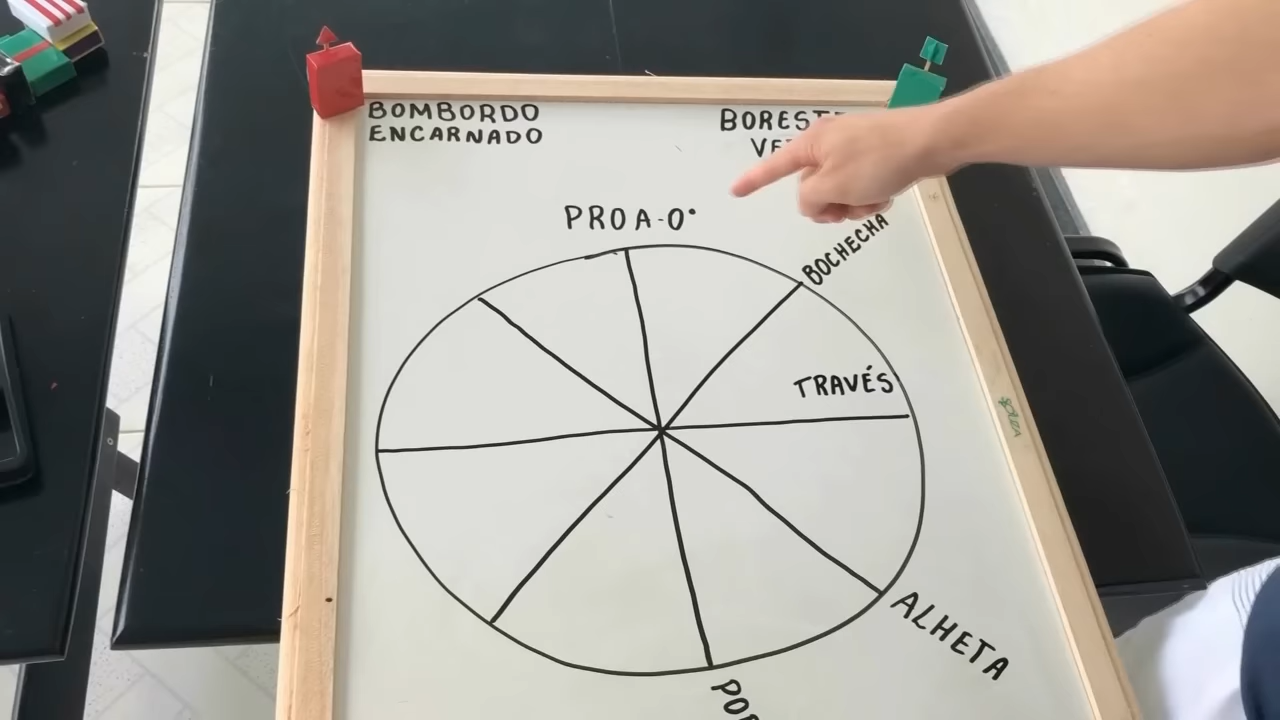 BOMBORDO
ENCARNADO
PROA-0°
BOCHECHA
TRAVÉS
ALHETA